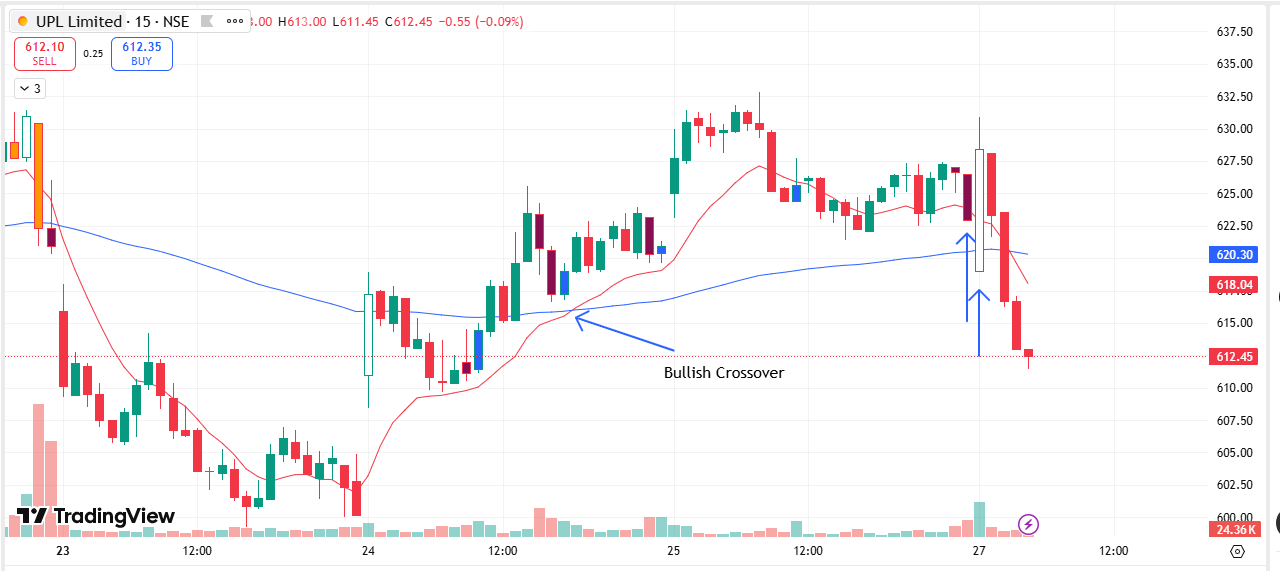 UPL Limited · 15 · NSE ••• 3.00 H613.00 L611.45 C612.45 −0.55 (−0.09%)
612.10 0.25 612.35
SELL BUY
3
637.50
635.00
632.50
630.00
627.50
625.00
622.50
620.30
618.04
615.00
612.45
610.00
607.50
605.00
602.50
600.00
24.36K
Bullish Crossover
TradingView
23 12:00 24 12:00 25 12:00 27 12:00